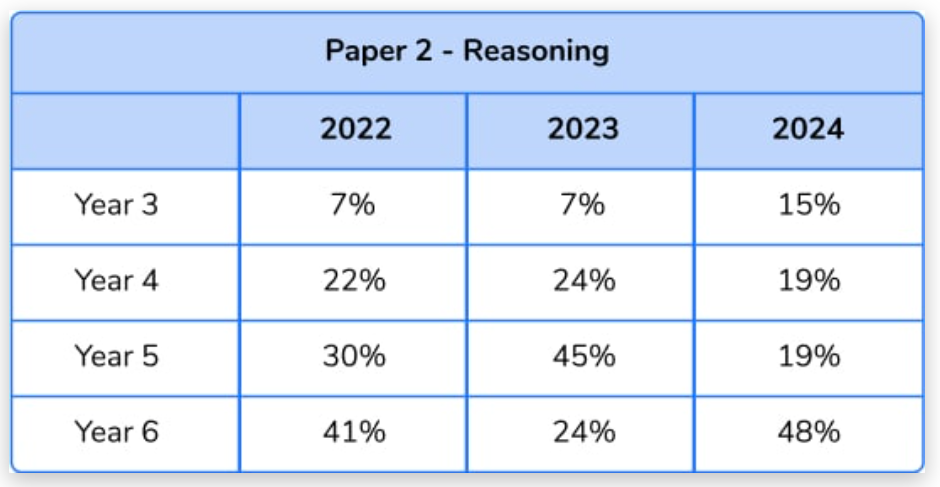 Paper 2 - Reasoning
2022 2023 2024
Year 3 7% 7% 15%
Year 4 22% 24% 19%
Year 5 30% 45% 19%
Year 6 41% 24% 48%